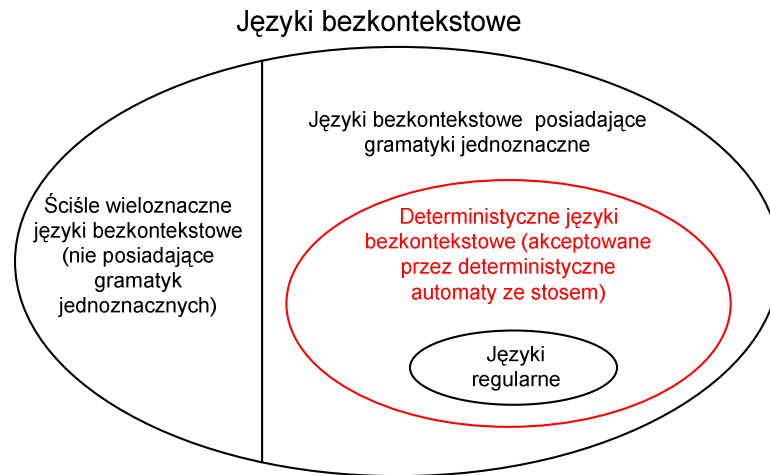 Języki bezkontekstowe
Języki bezkontekstowe posiadające
gramatyki jednoznaczne
Ściśle wieloznaczne
języki bezkontekstowe
(nie posiadające
gramatyk
jednoznacznych)
Deterministyczne języki
bezkontekstowe (akceptowane
przez deterministyczne
automaty ze stosem)
Języki
regularne